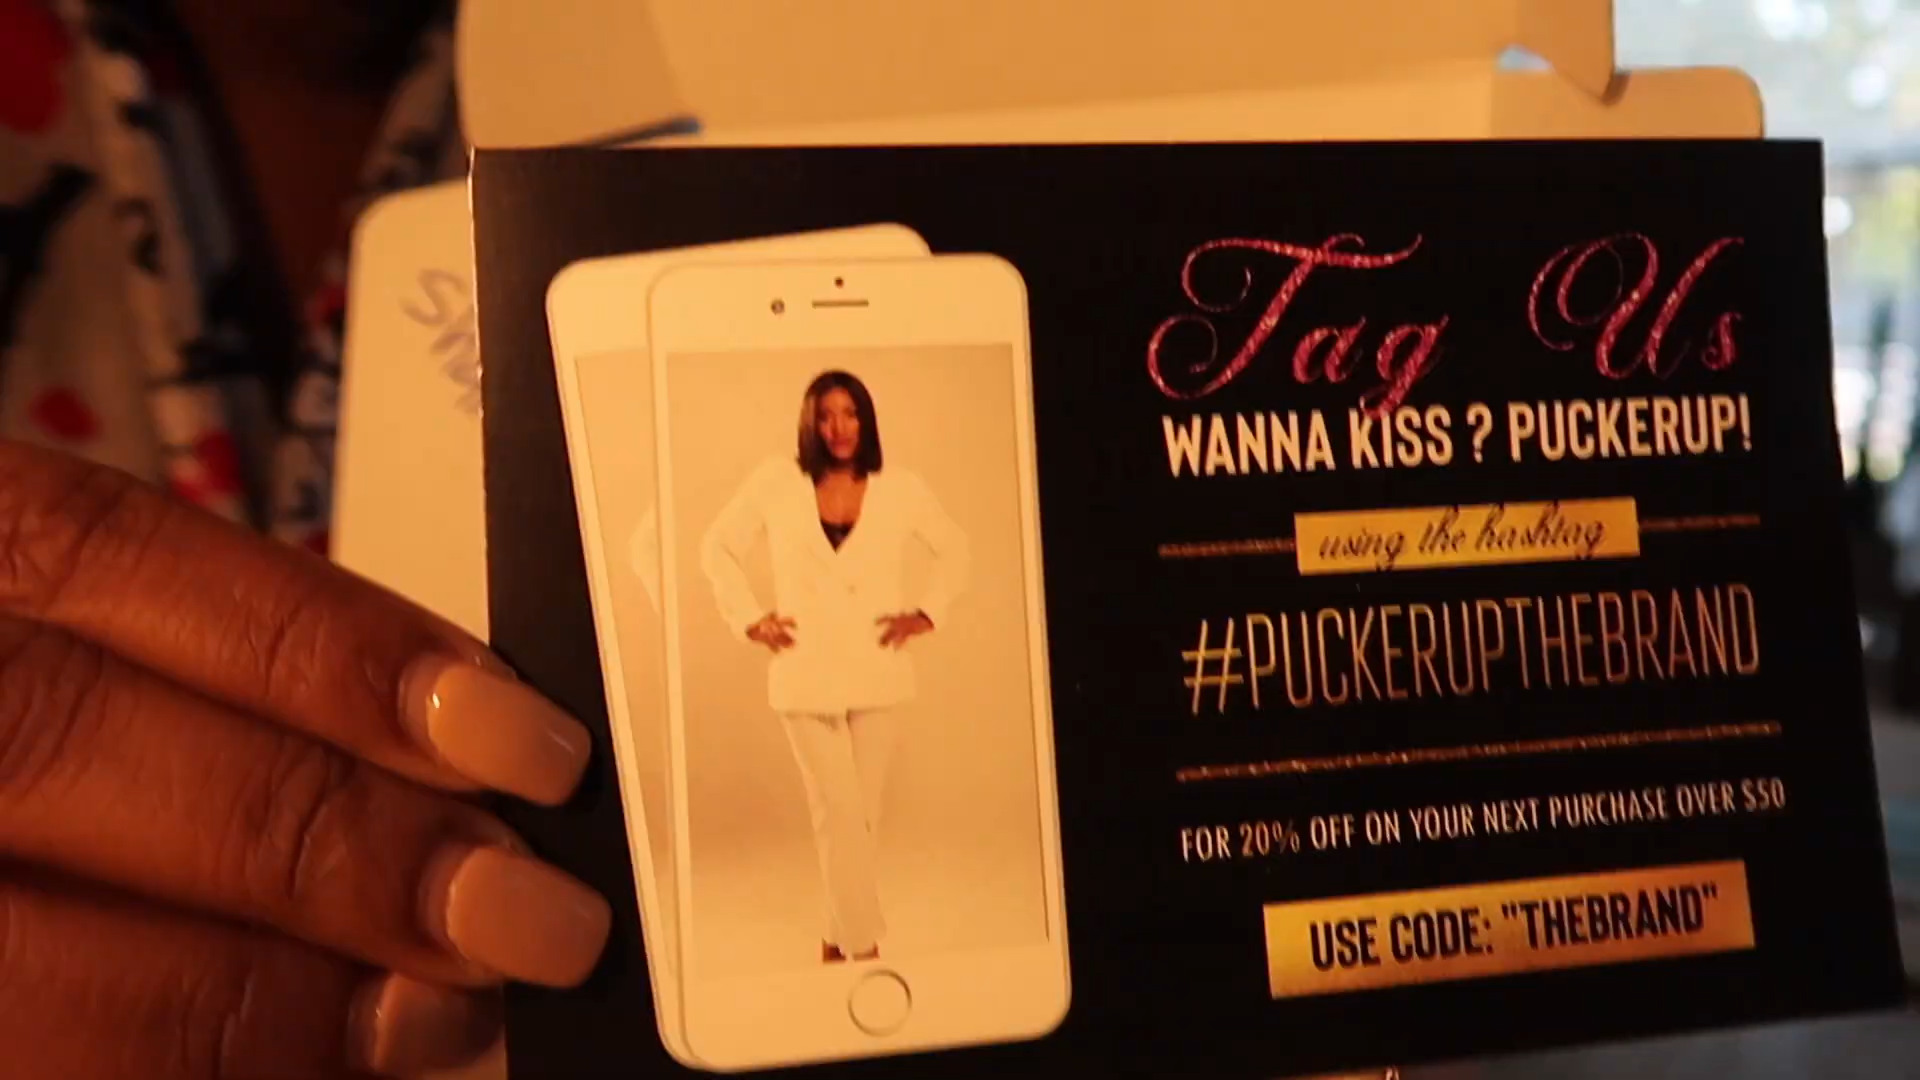 Tag Us
WANNA KISS ? PUCKERUP!
using the hashtag
#PUCKERUPTHEBRAND
FOR 20% OFF ON YOUR NEXT PURCHASE OVER $50
USE CODE: "THEBRAND"